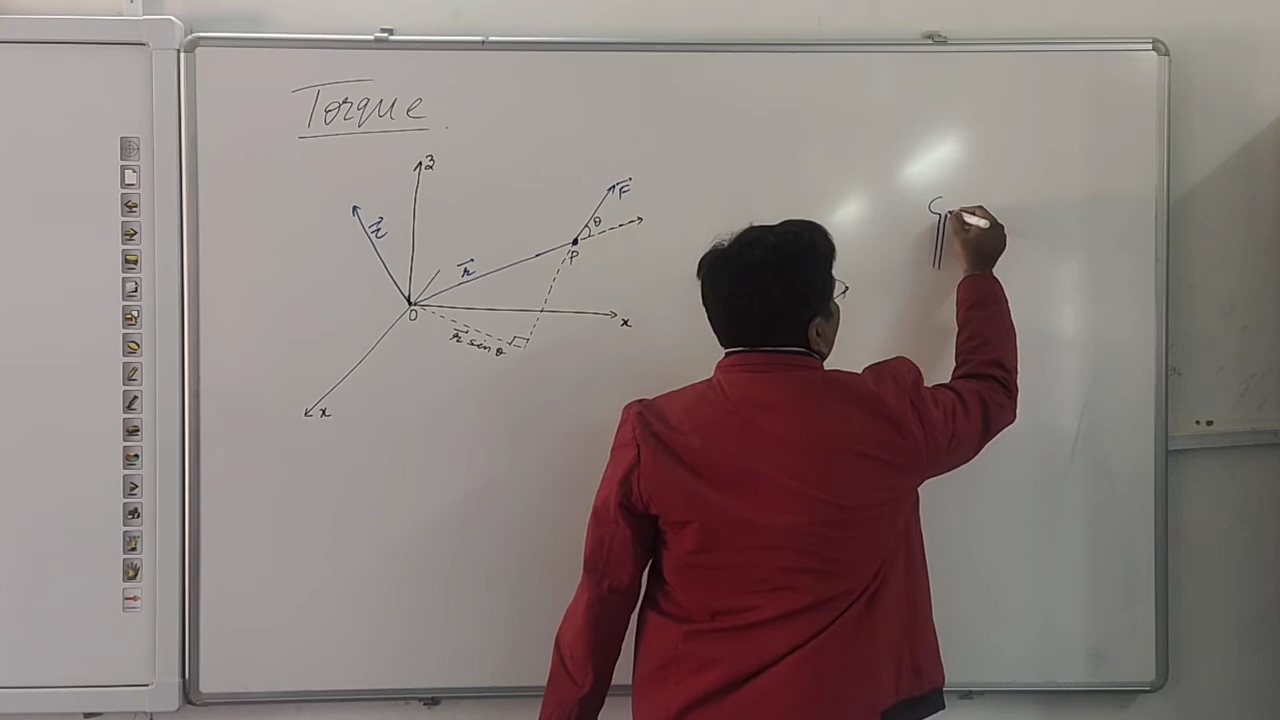 Torque
z
F⃗
θ
τ⃗
r⃗
P
O
x
r⃗ sin θ
x